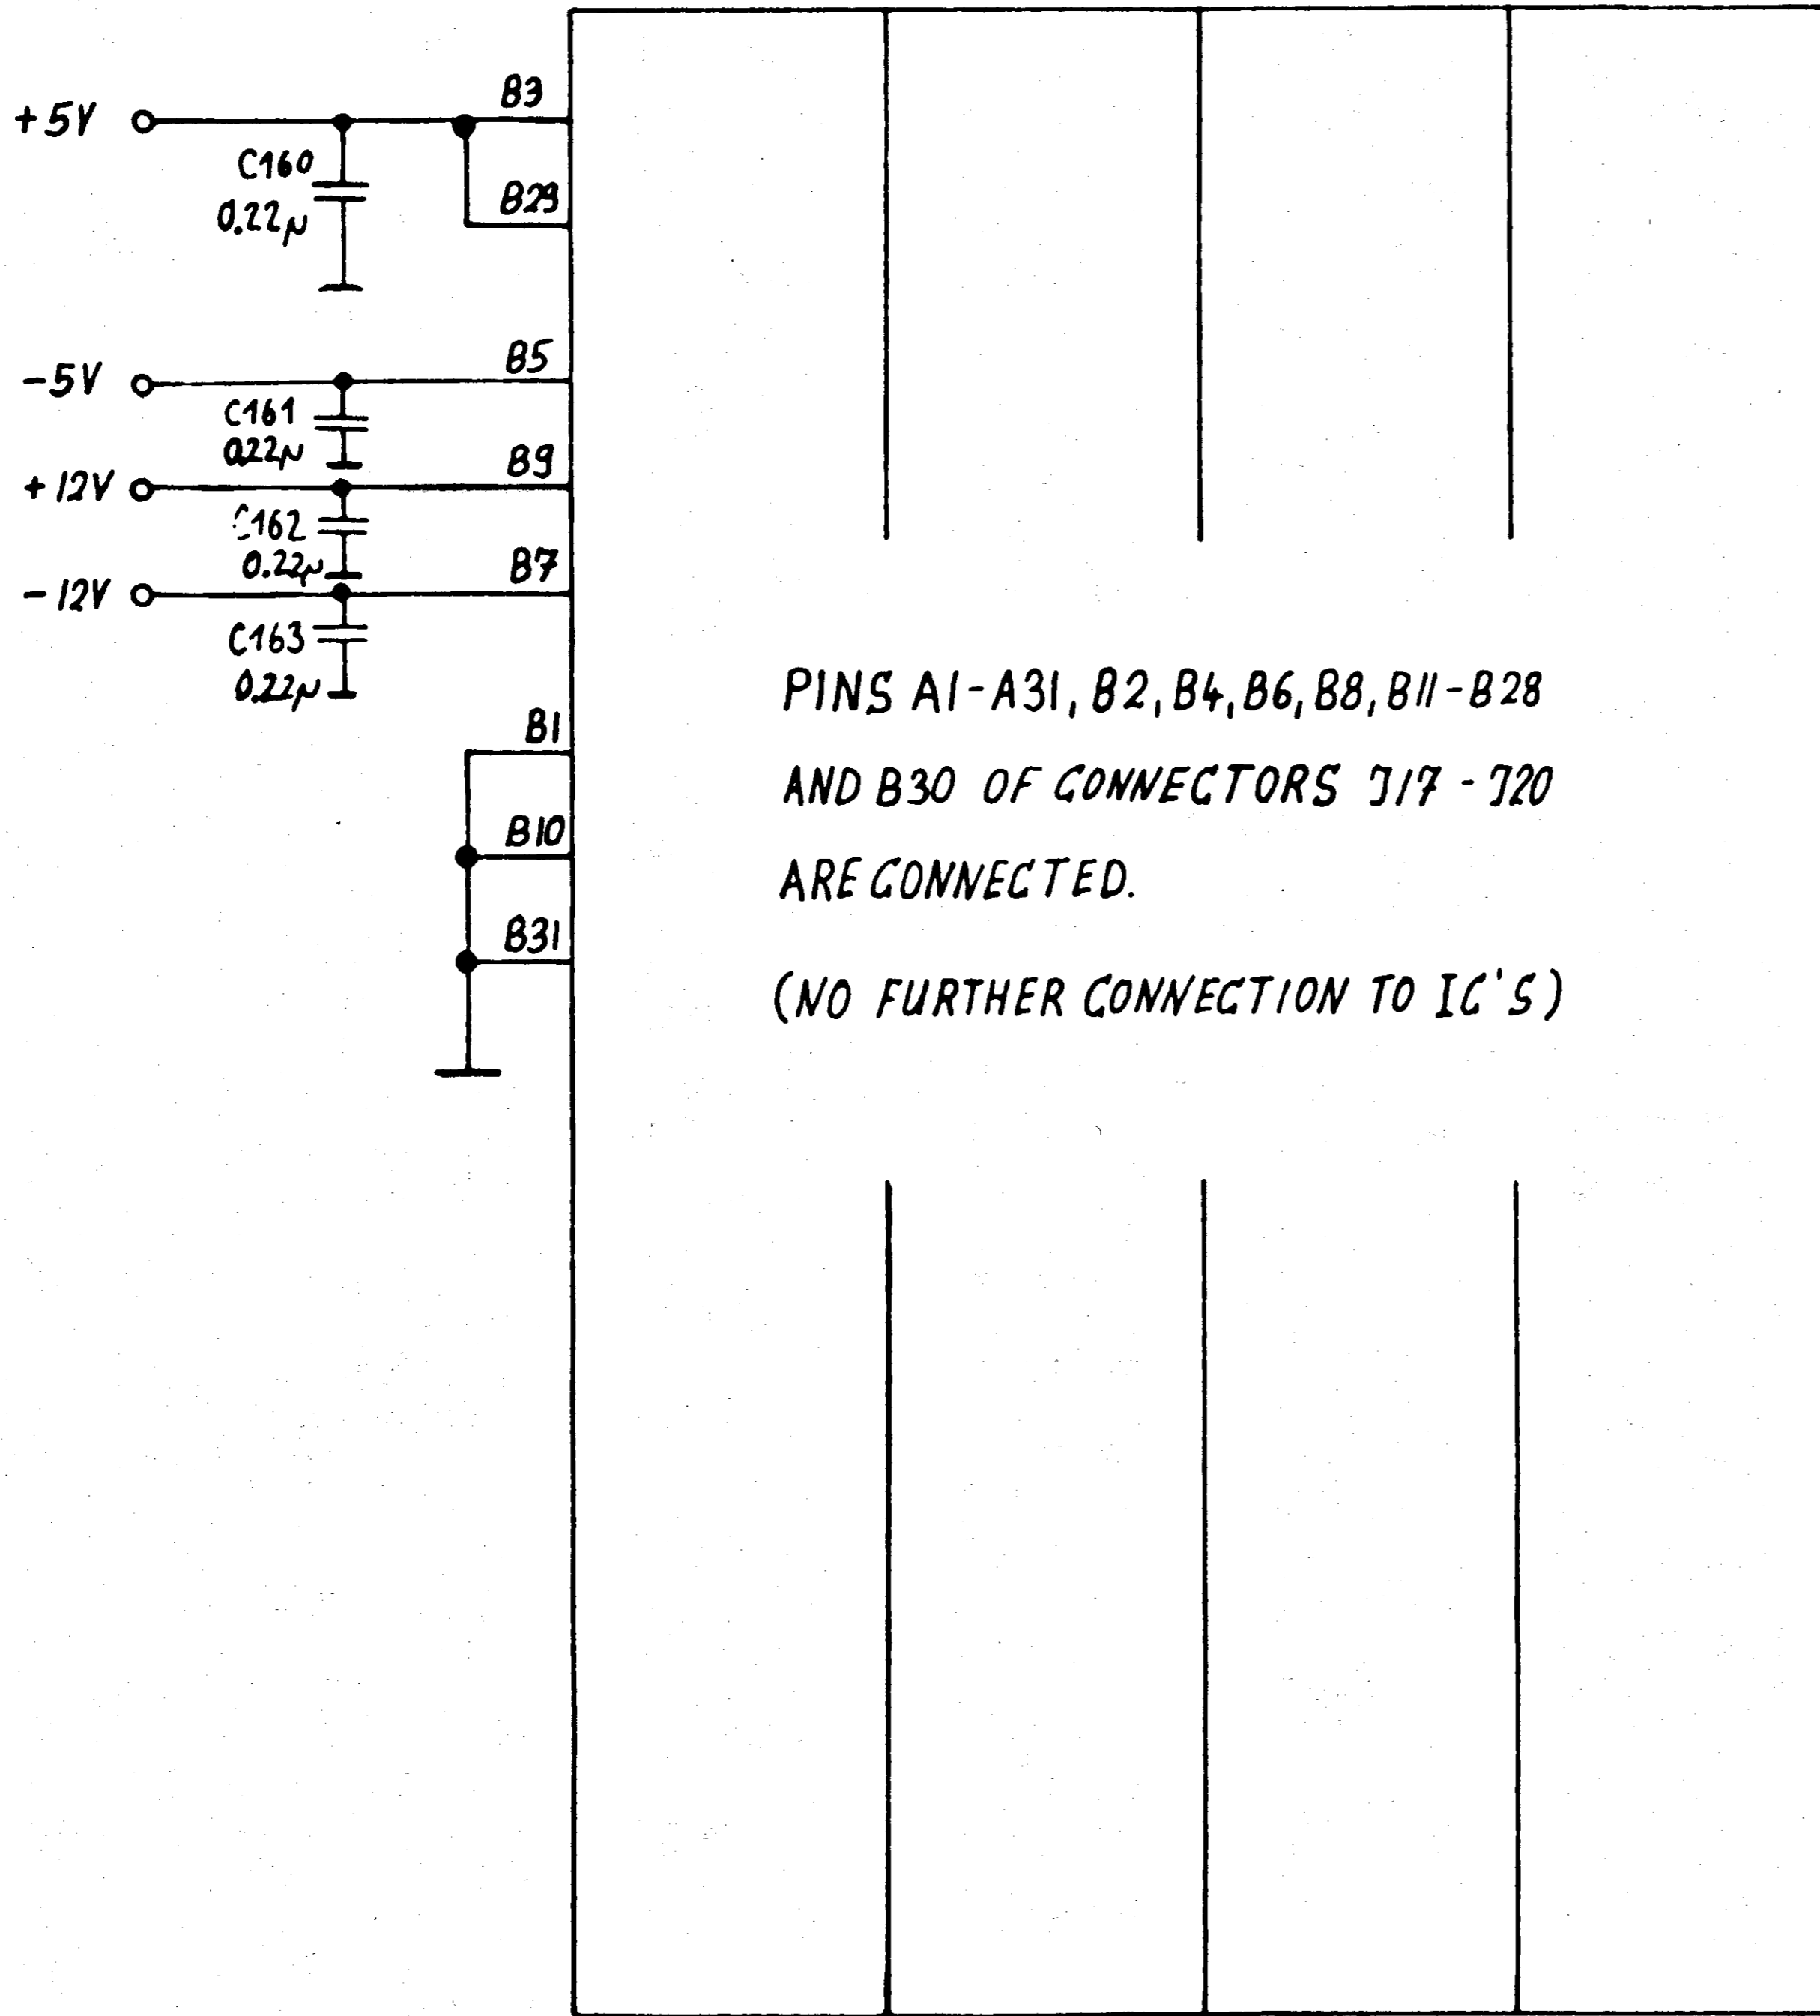 B3
+5V
C160
0.22µ
B29
B5
-5V
C161
0.22µ
B9
+12V
C162
0.22µ
B7
-12V
C163
0.22µ
PINS A1-A31, B2, B4, B6, B8, B11-B28
B1
AND B30 OF CONNECTORS J17 - J20
B10
ARE CONNECTED.
B31
(NO FURTHER CONNECTION TO IC'S)